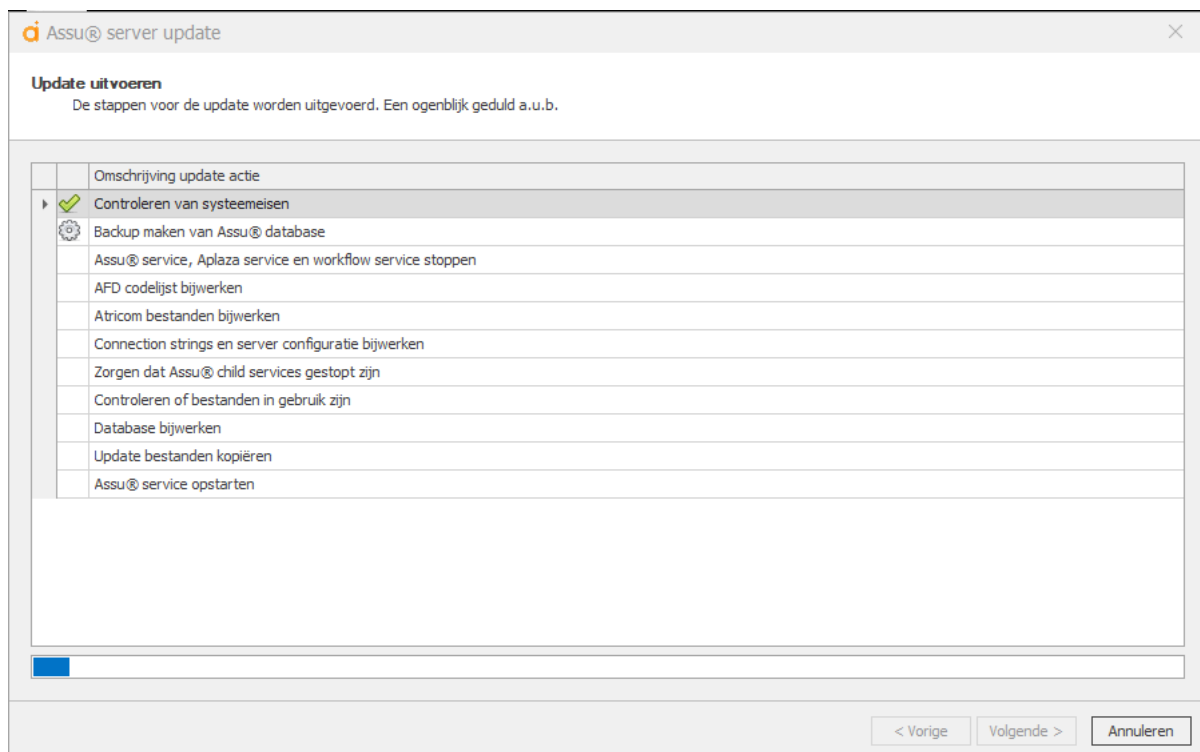 Assu® server update
Update uitvoeren
De stappen voor de update worden uitgevoerd. Een ogenblijk geduld a.u.b.
Omschrijving update actie
Controleren van systeemeisen
Backup maken van Assu® database
Assu® service, Aplaza service en workflow service stoppen
AFD codelijst bijwerken
Atricom bestanden bijwerken
Connection strings en server configuratie bijwerken
Zorgen dat Assu® child services gestopt zijn
Controleren of bestanden in gebruik zijn
Database bijwerken
Update bestanden kopiëren
Assu® service opstarten
< Vorige Volgende > Annuleren